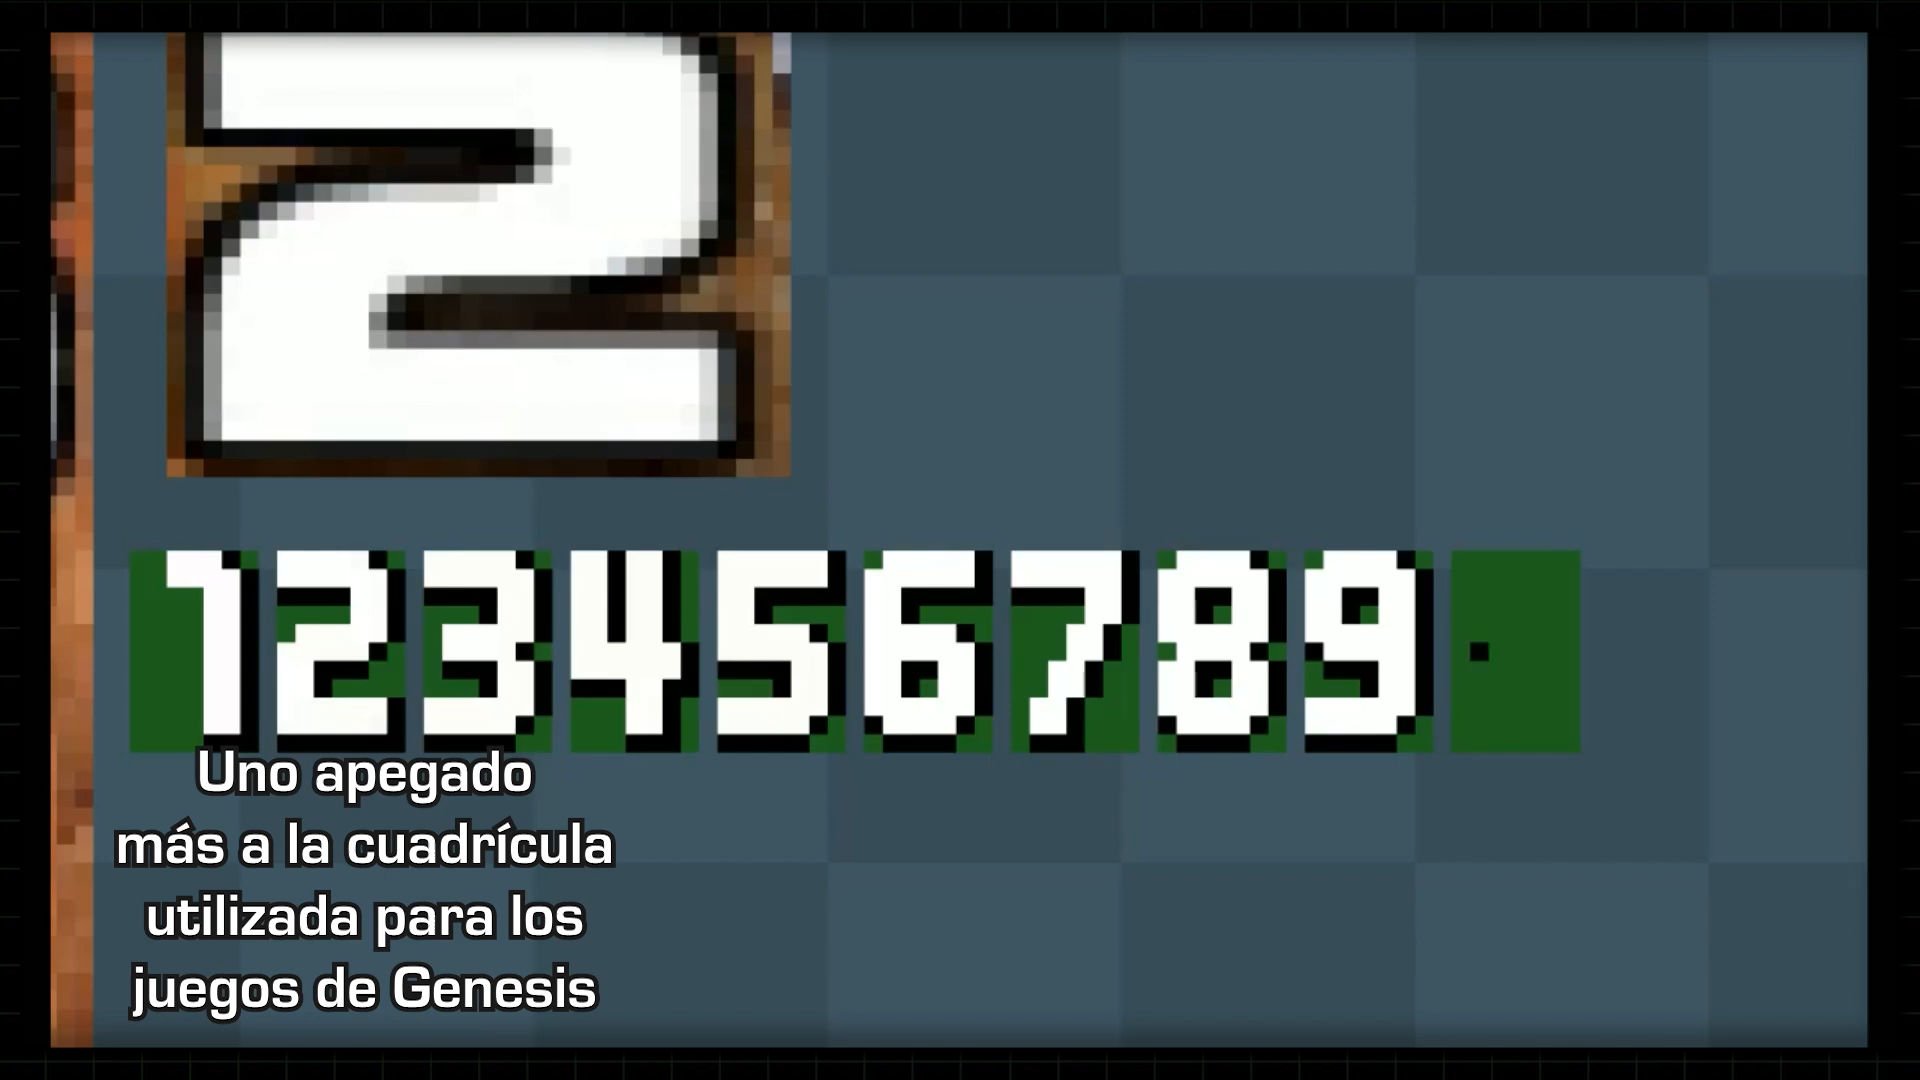 2
123456789
Uno apegado
más a la cuadrícula
utilizada para los
juegos de Genesis